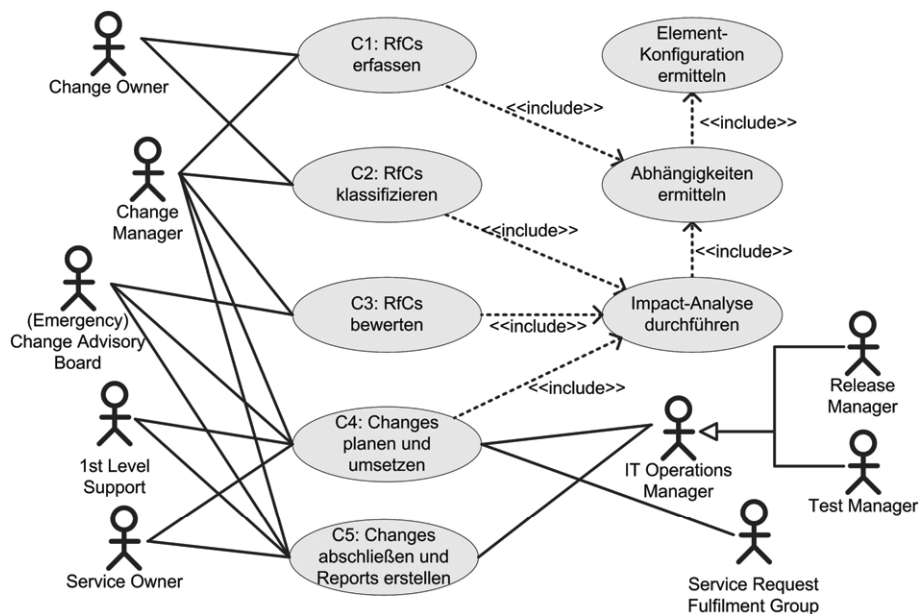 Change Owner
C1: RfCs
erfassen
Element-
Konfiguration
ermitteln
<<include>>
<<include>>
Change
Manager
C2: RfCs
klassifizieren
Abhängigkeiten
ermitteln
<<include>>
<<include>>
(Emergency)
Change Advisory
Board
C3: RfCs
bewerten
<<include>>
Impact-Analyse
durchführen
Release
Manager
<<include>>
1st Level
Support
C4: Changes
planen und
umsetzen
IT Operations
Manager
Test Manager
Service Owner
C5: Changes
abschließen und
Reports erstellen
Service Request
Fulfilment Group